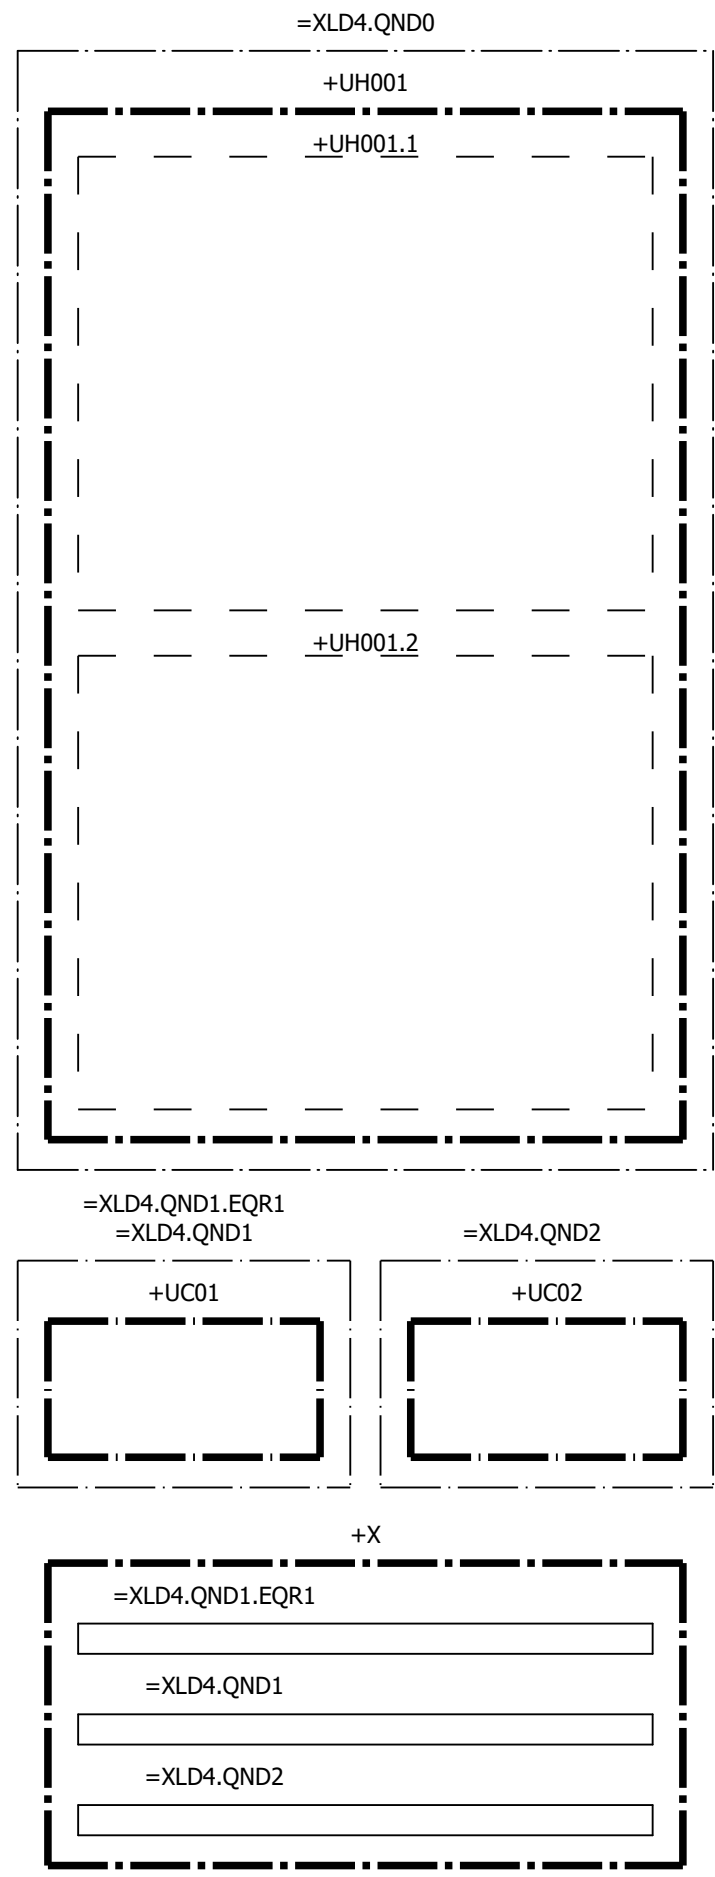 =XLD4.QND0
+UH001
+UH001.1
+UH001.2
=XLD4.QND1.EQR1
=XLD4.QND1
=XLD4.QND2
+UC01
+UC02
+X
=XLD4.QND1.EQR1
=XLD4.QND1
=XLD4.QND2